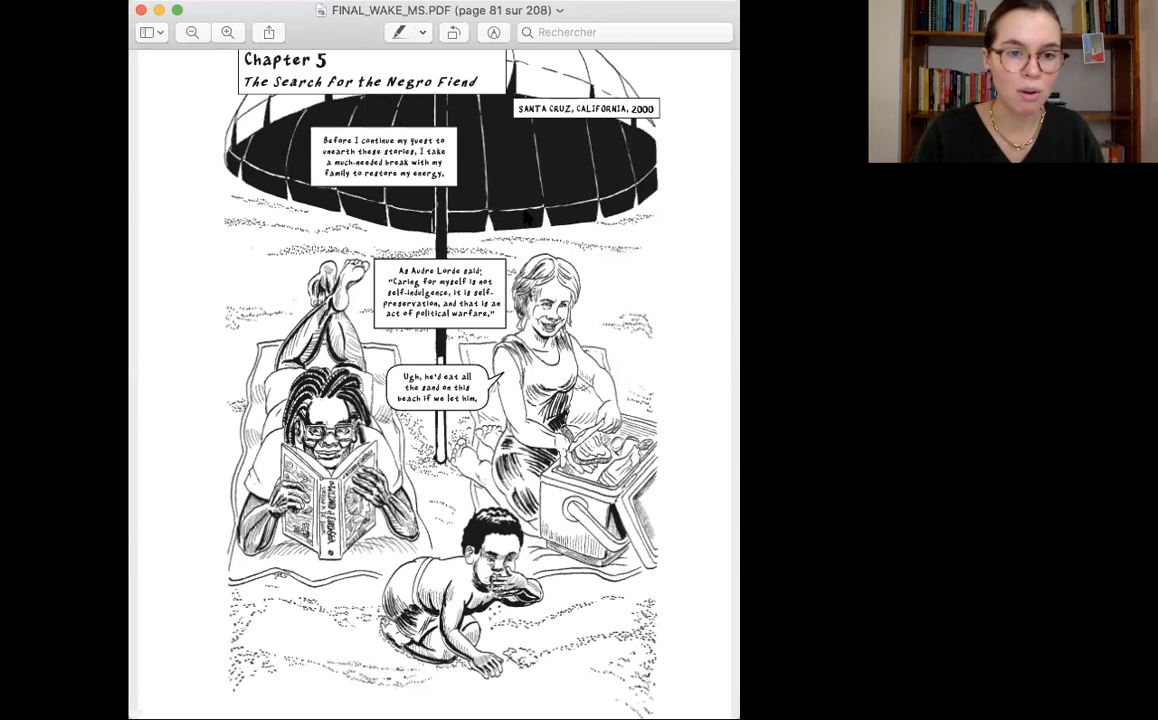 FINAL_WAKE_MS.PDF (page 81 sur 208)
Rechercher
Chapter 5
The Search for the Negro Fiend
SANTA CRUZ, CALIFORNIA, 2000
Before I continue my quest to
unearth these stories, I take
a much-needed break with my
family to restore my energy.
As Audre Lorde said:
"Caring for myself is not
self-indulgence, it is self-
preservation, and that is an
act of political warfare."
Ugh, he'd eat all
the sand on this
beach if we let him.